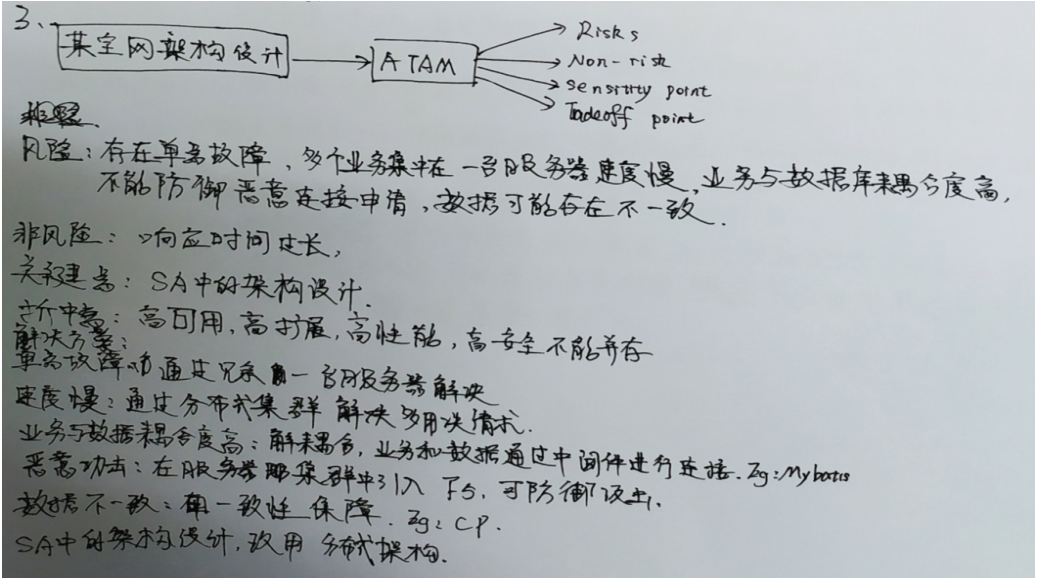 3、
某宝网架构设计 ATAM
Risks
Non-risk
Sensitivity point
Tradeoff point
风险：存在单点故障，多个业务集中在一台服务器速度慢，业务与数据库耦合度高，
不能防御恶意连接申请，数据可能存在不一致．
非风险：响应时间过长，
关键点：SA中的架构设计．
折中点：高可用，高扩展，高性能，高安全不能并存
解决方案：
单点故障 通过冗余 一台服务器解决
速度慢：通过分布式集群解决 请求．
业务与数据耦合度高：解耦合，业务和数据通过中间件进行连接．Eg：Mybatis
恶意攻击：在服务器 集群中引入 F5，可防御 ．
数据不一致：用一致性保障．Eg：CP．
SA中的架构设计，改用 分布式架构．